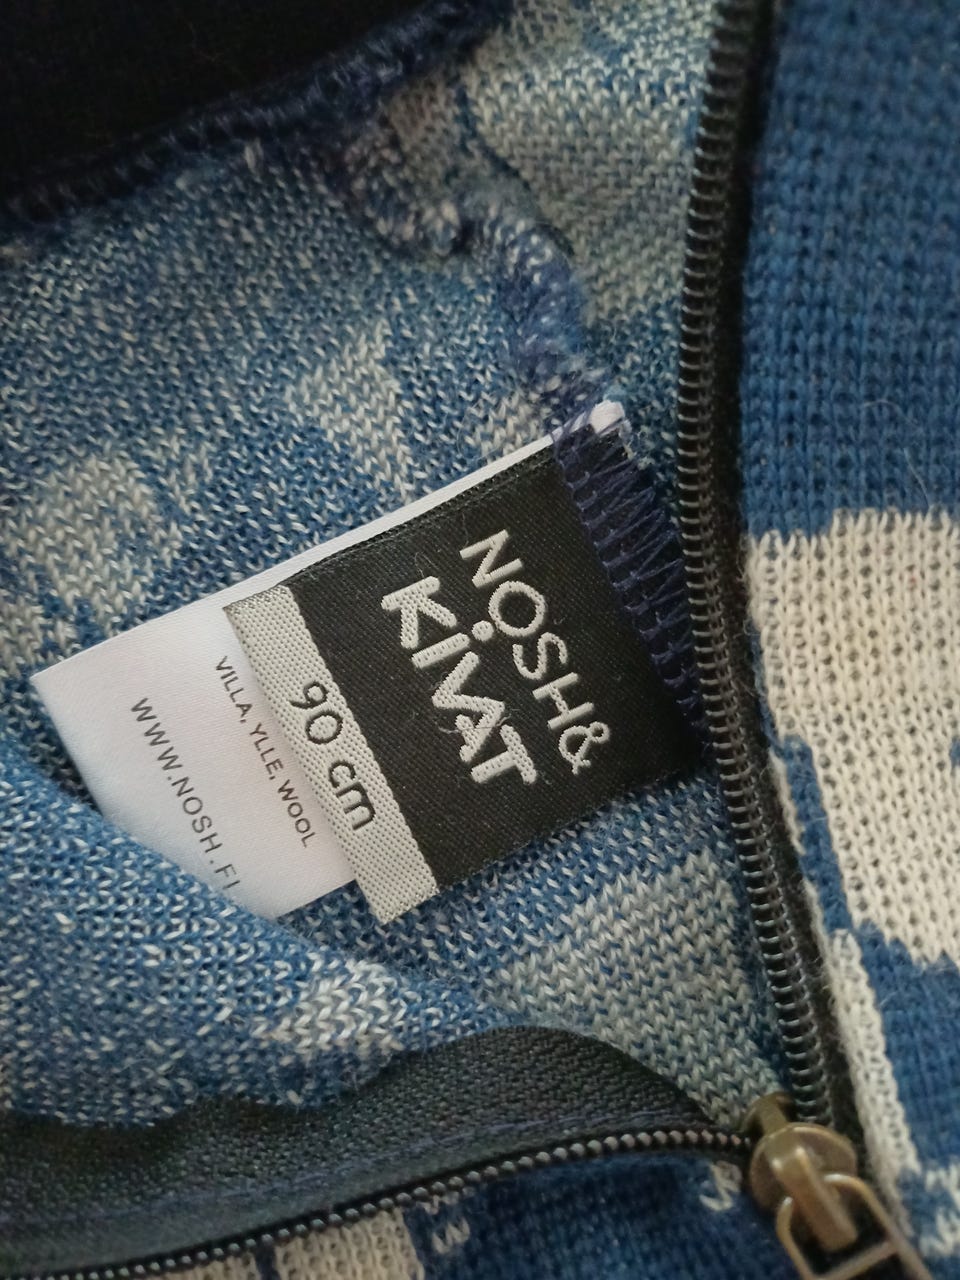 NOSH&
KIVAT
90 cm
VILLA, YLLE, WOOL
WWW.NOSH.FI